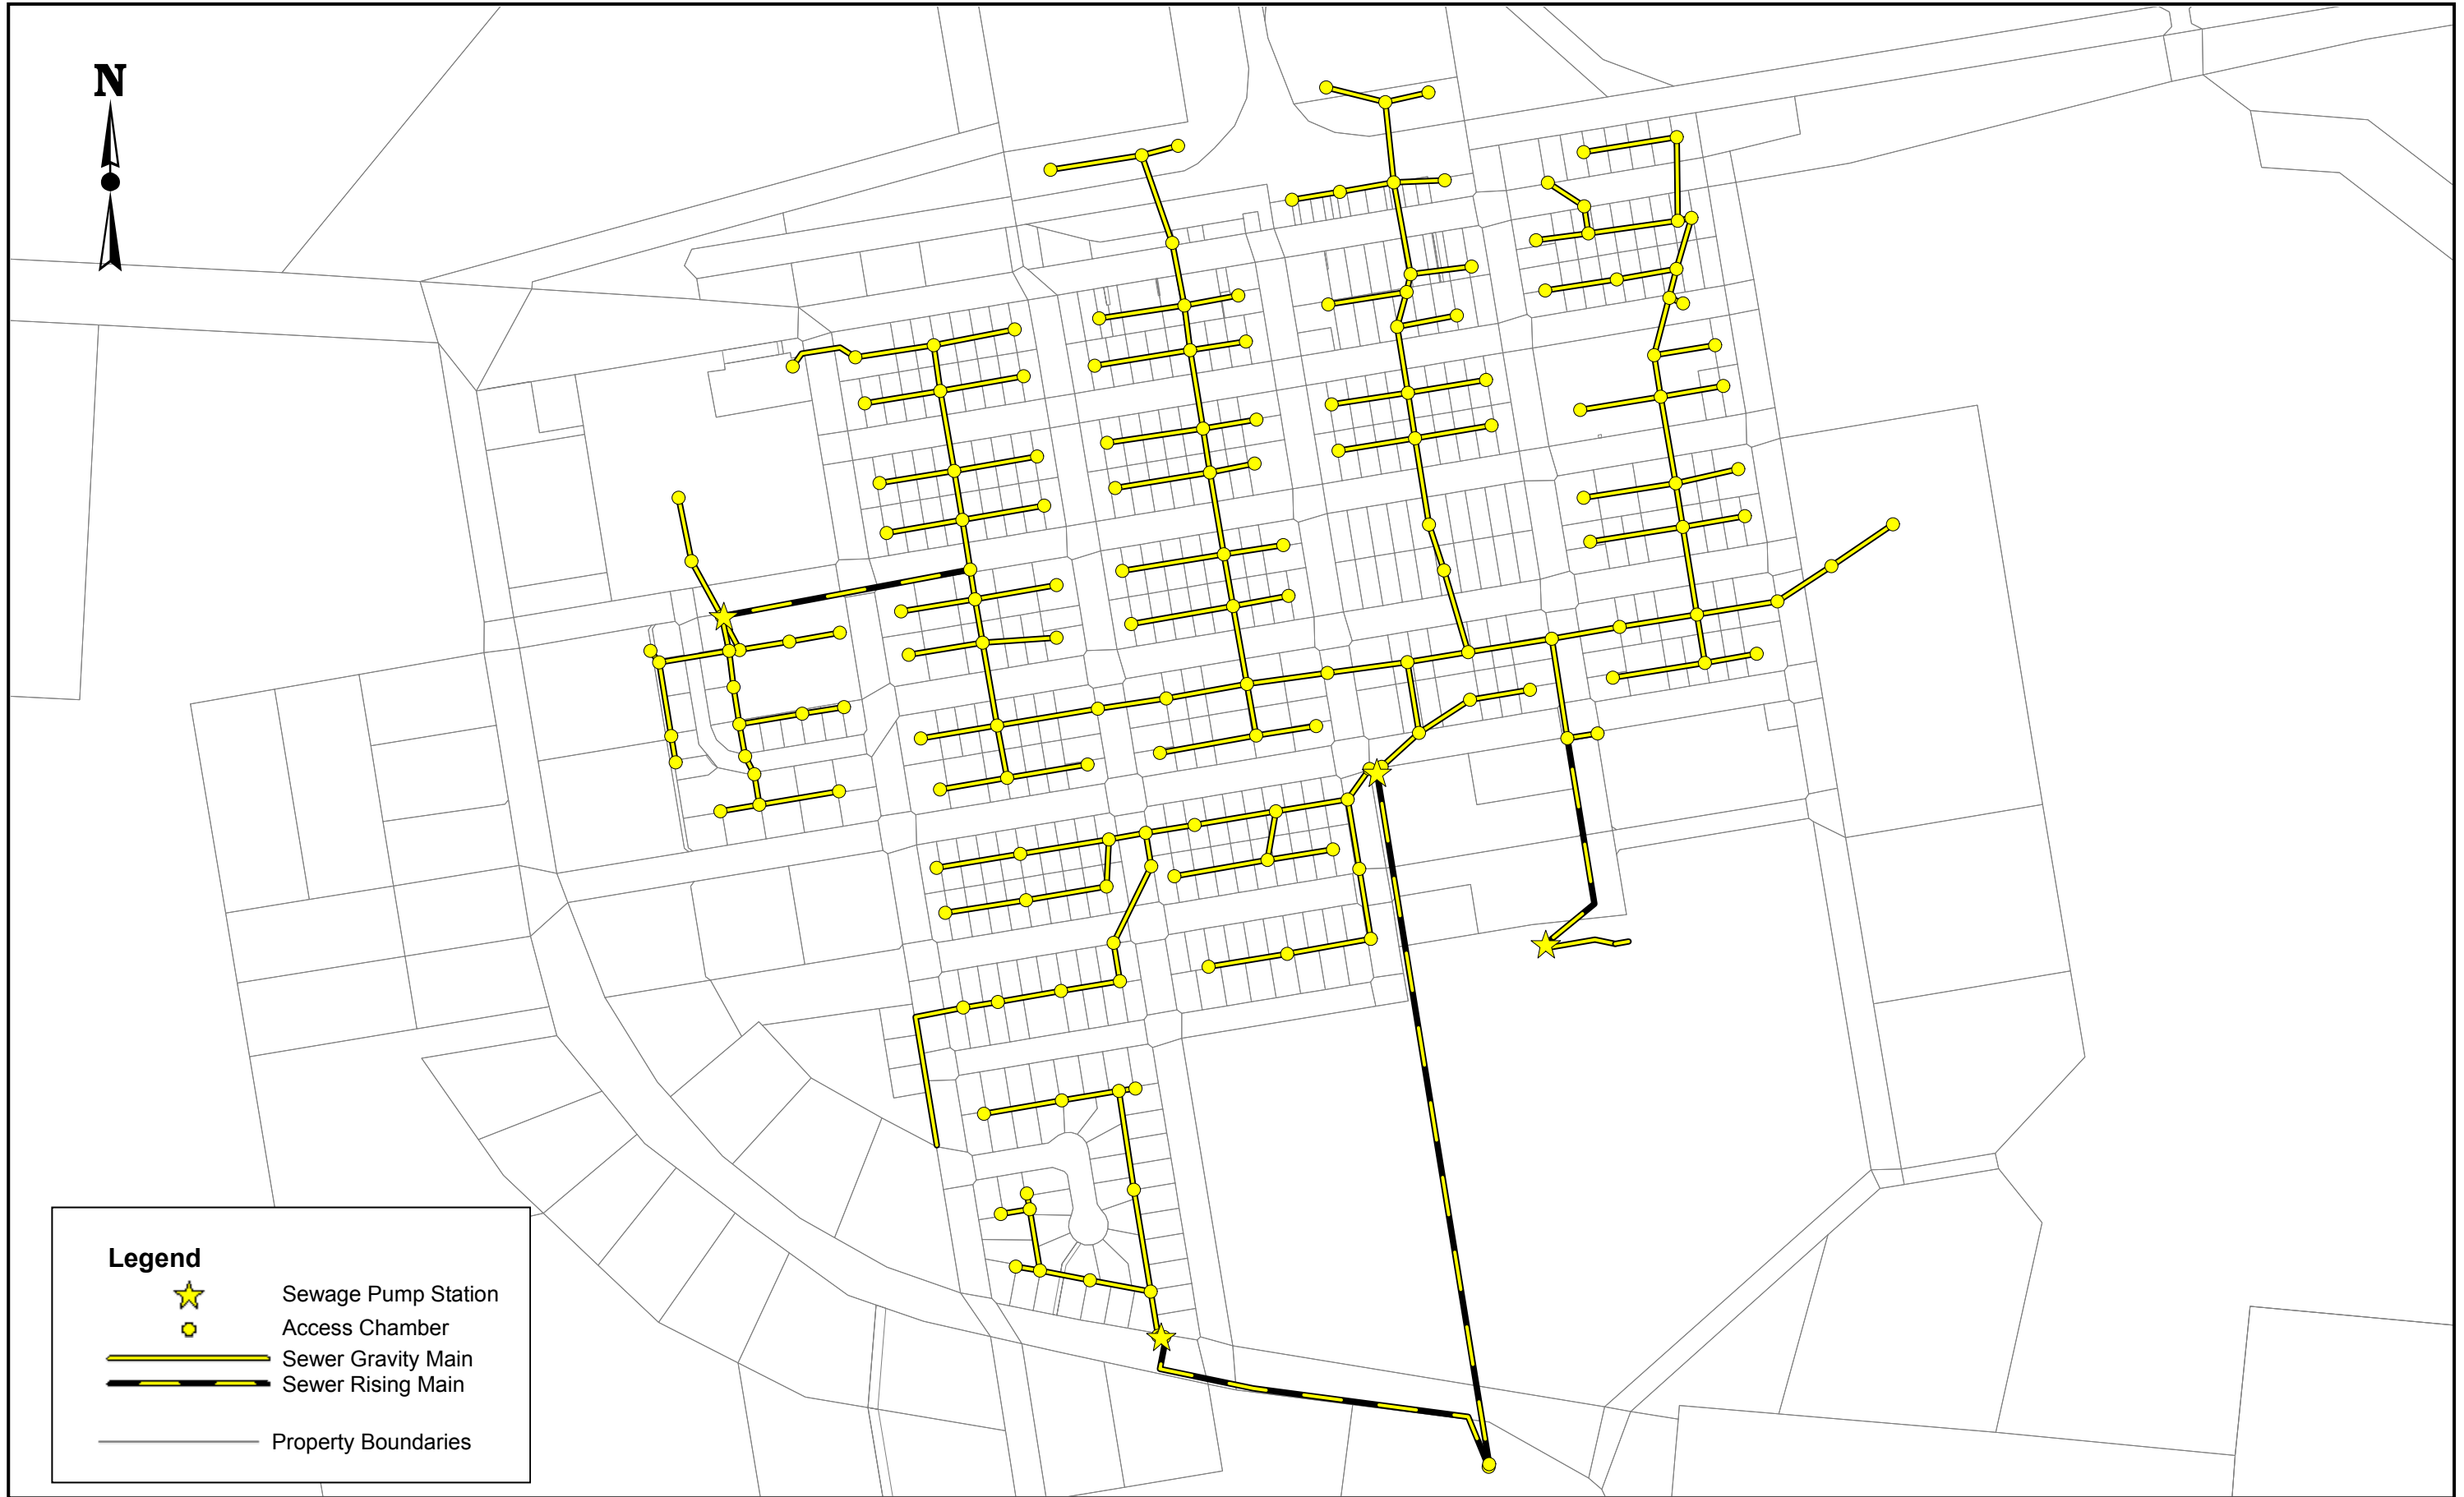 N
Legend
Sewage Pump Station
Access Chamber
Sewer Gravity Main
Sewer Rising Main
Property Boundaries